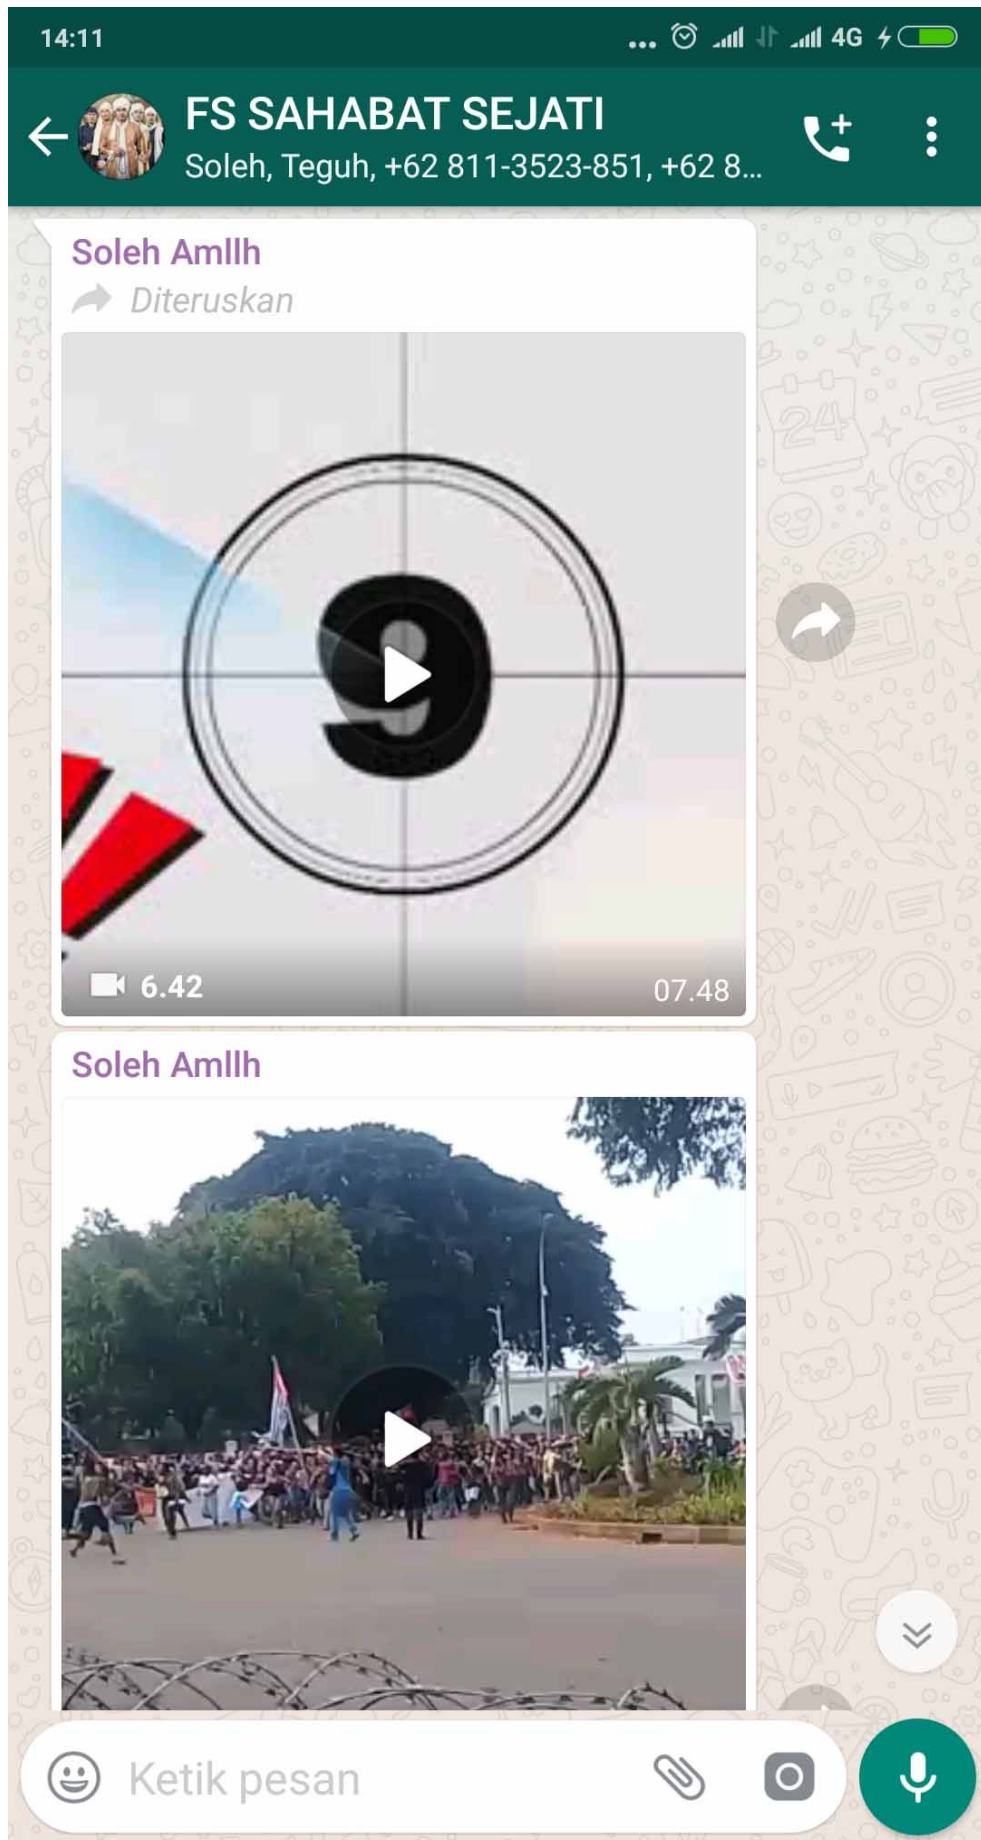 14:11
... 4G
FS SAHABAT SEJATI
Soleh, Teguh, +62 811-3523-851, +62 8...
Soleh Amllh
Diteruskan
9
6.42
07.48
Soleh Amllh
24
Ketik pesan